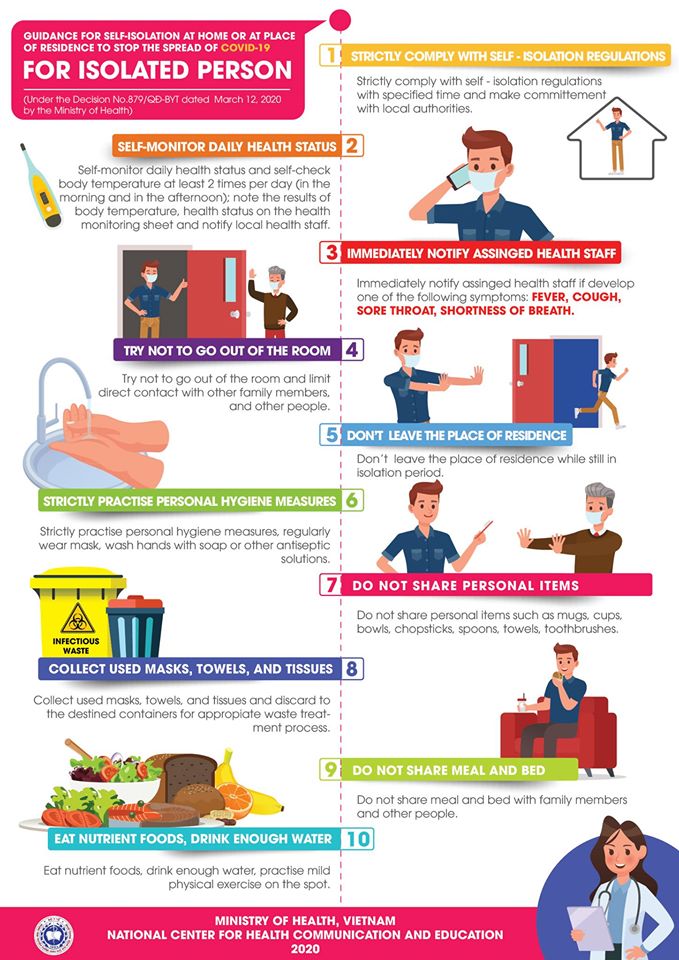 GUIDANCE FOR SELF-ISOLATION AT HOME OR AT PLACE
OF RESIDENCE TO STOP THE SPREAD OF COVID-19
FOR ISOLATED PERSON
(Under the Decision No.879/QĐ-BYT dated March 12, 2020
by the Ministry of Health)
1 STRICTLY COMPLY WITH SELF - ISOLATION REGULATIONS
Strictly comply with self - isolation regulations
with specified time and make committement
with local authorities.
SELF-MONITOR DAILY HEALTH STATUS 2
Self-monitor daily health status and self-check
body temperature at least 2 times per day (in the
morning and in the afternoon); note the results of
body temperature, health status on the health
monitoring sheet and notify local health staff.
3 IMMEDIATELY NOTIFY ASSINGED HEALTH STAFF
Immediately notify assinged health staff if develop
one of the following symptoms: FEVER, COUGH,
SORE THROAT, SHORTNESS OF BREATH.
TRY NOT TO GO OUT OF THE ROOM 4
Try not to go out of the room and limit
direct contact with other family members,
and other people.
5 DON'T LEAVE THE PLACE OF RESIDENCE
Don't leave the place of residence while still in
isolation period.
STRICTLY PRACTISE PERSONAL HYGIENE MEASURES 6
Strictly practise personal hygiene measures, regularly
wear mask, wash hands with soap or other antiseptic
solutions.
7 DO NOT SHARE PERSONAL ITEMS
Do not share personal items such as mugs, cups,
bowls, chopsticks, spoons, towels, toothbrushes.
INFECTIOUS
WASTE
COLLECT USED MASKS, TOWELS, AND TISSUES 8
Collect used masks, towels, and tissues and discard to
the destined containers for appropiate waste treat-
ment process.
9 DO NOT SHARE MEAL AND BED
Do not share meal and bed with family members
and other people.
EAT NUTRIENT FOODS, DRINK ENOUGH WATER 10
Eat nutrient foods, drink enough water, practise mild
physical exercise on the spot.
MINISTRY OF HEALTH, VIETNAM
NATIONAL CENTER FOR HEALTH COMMUNICATION AND EDUCATION
2020